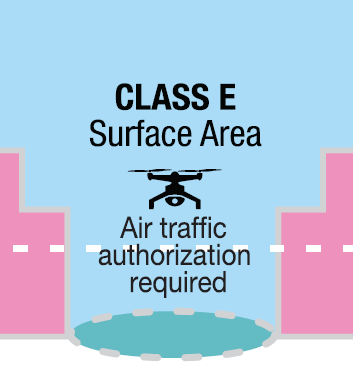 CLASS E
Surface Area
Air traffic
authorization
required